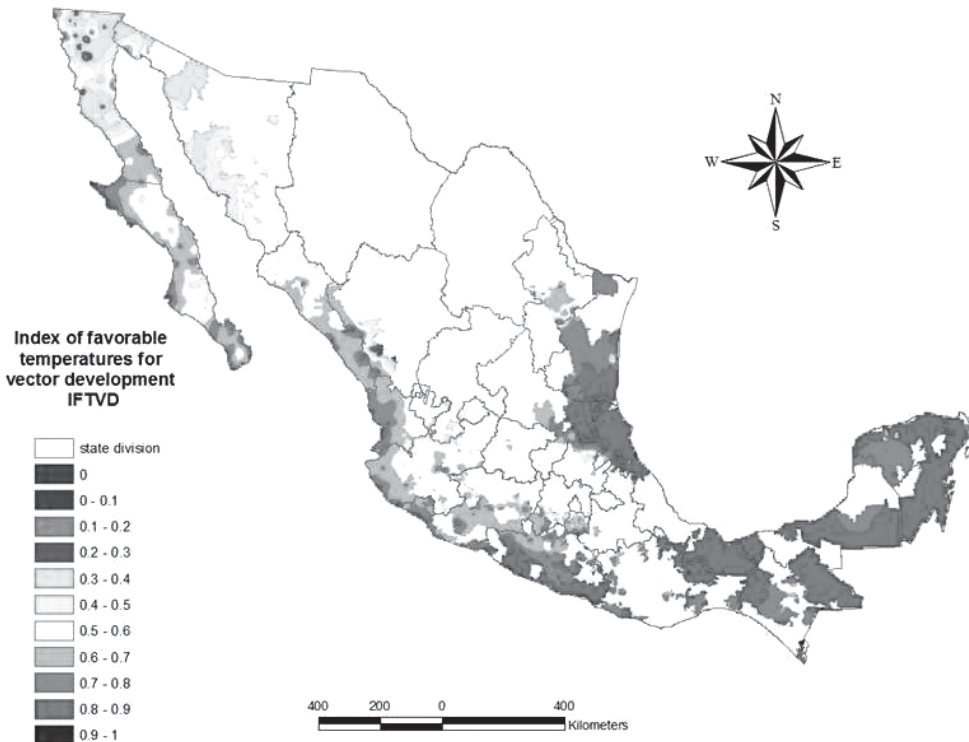 N
W
E
S
Index of favorable
temperatures for
vector development
IFTVD
state division
0
0 - 0.1
0.1 - 0.2
0.2 - 0.3
0.3 - 0.4
0.4 - 0.5
0.5 - 0.6
0.6 - 0.7
0.7 - 0.8
0.8 - 0.9
0.9 - 1
400 200 0 400
Kilometers